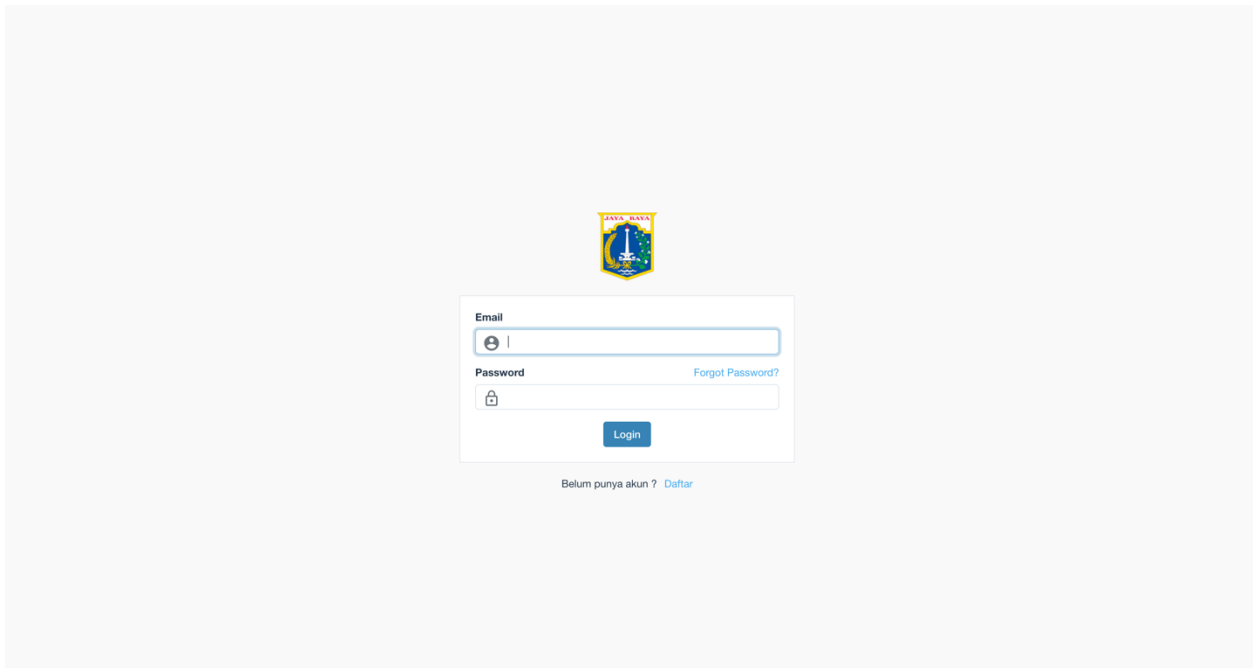 JAYA RAYA
Email
Password Forgot Password?
Login
Belum punya akun ? Daftar